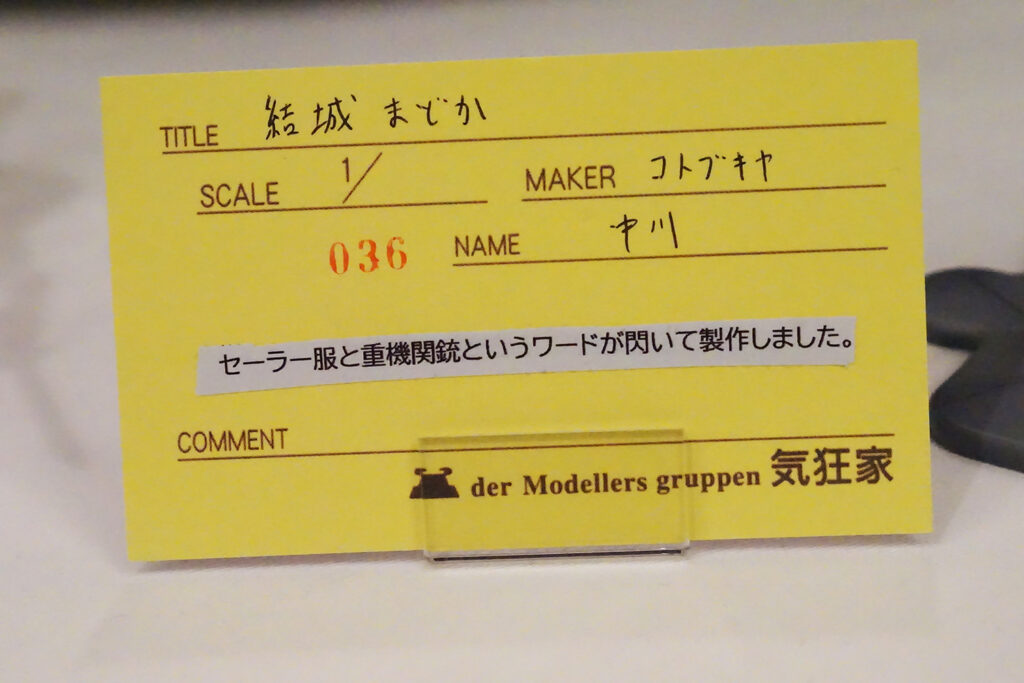 TITLE 結城 まどか
SCALE 1/ MAKER コトブキヤ
036 NAME 中川
セーラー服と重機関銃というワードが閃いて製作しました。
COMMENT
der Modellers gruppen 気狂家